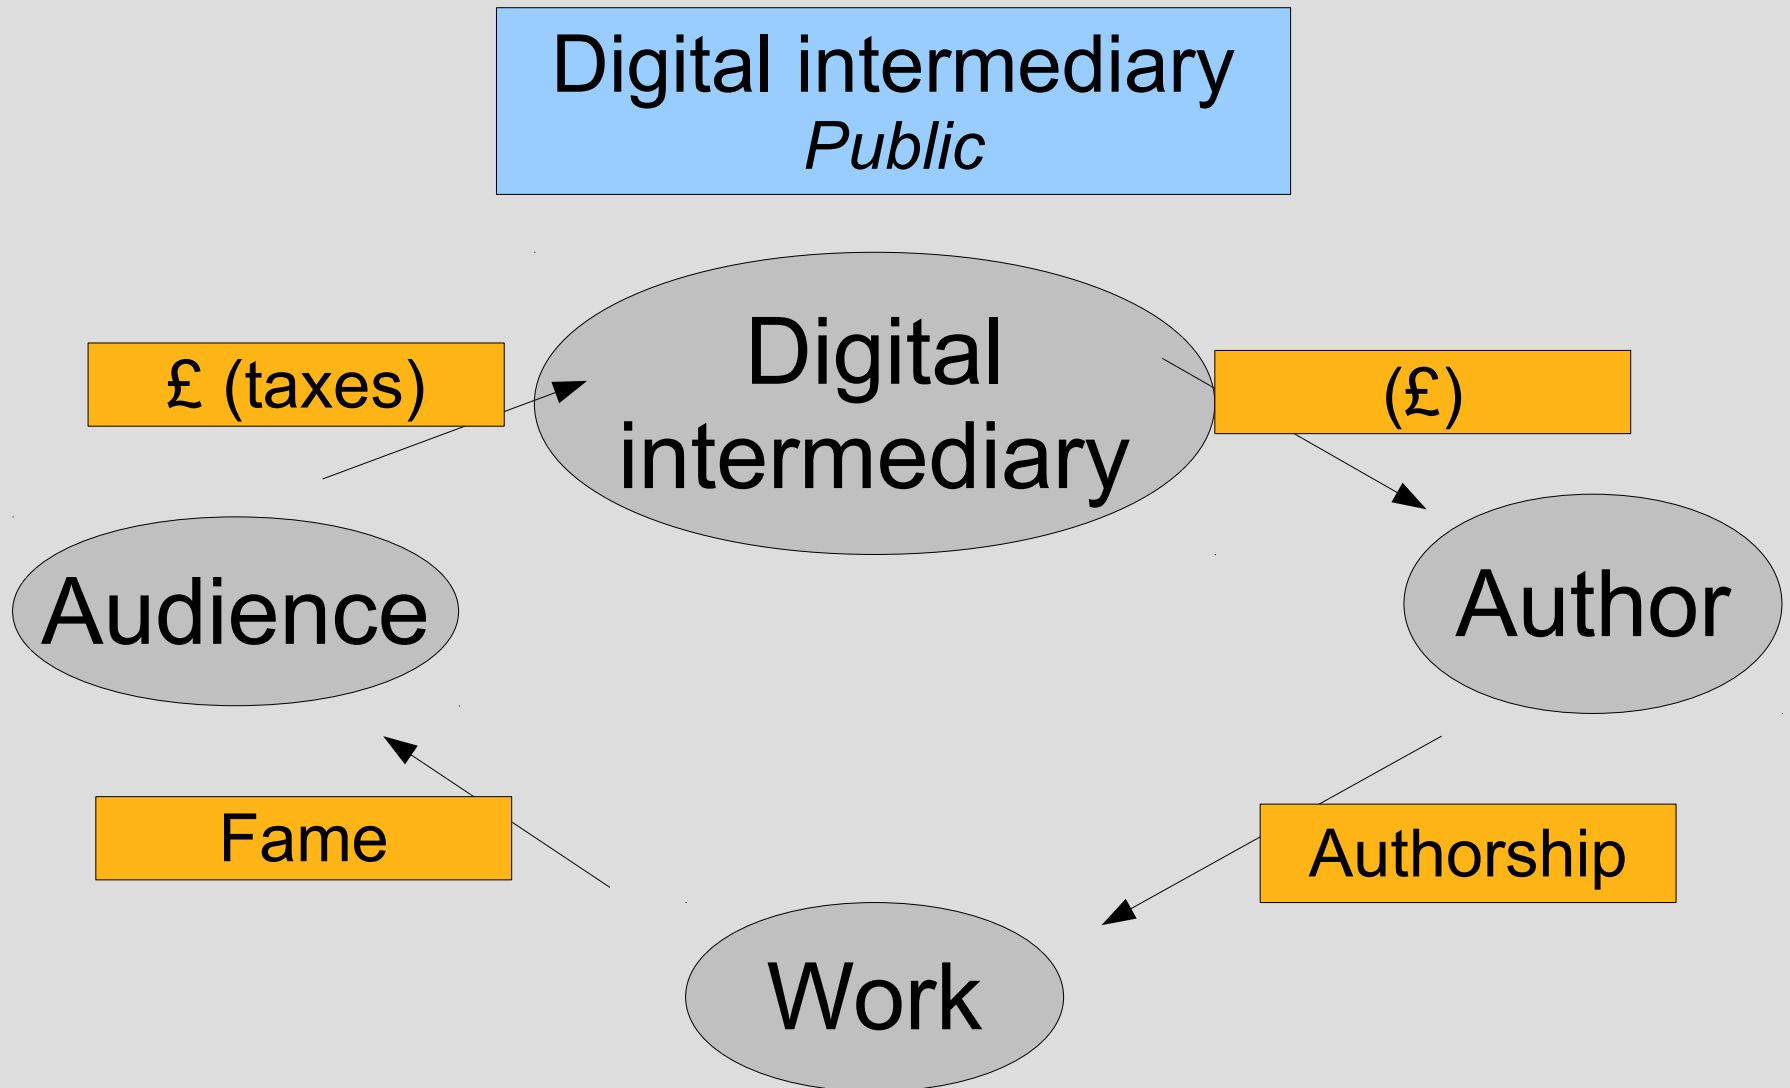 Digital intermediary
Public
Digital
intermediary
£ (taxes)
(£)
Audience
Author
Fame
Authorship
Work